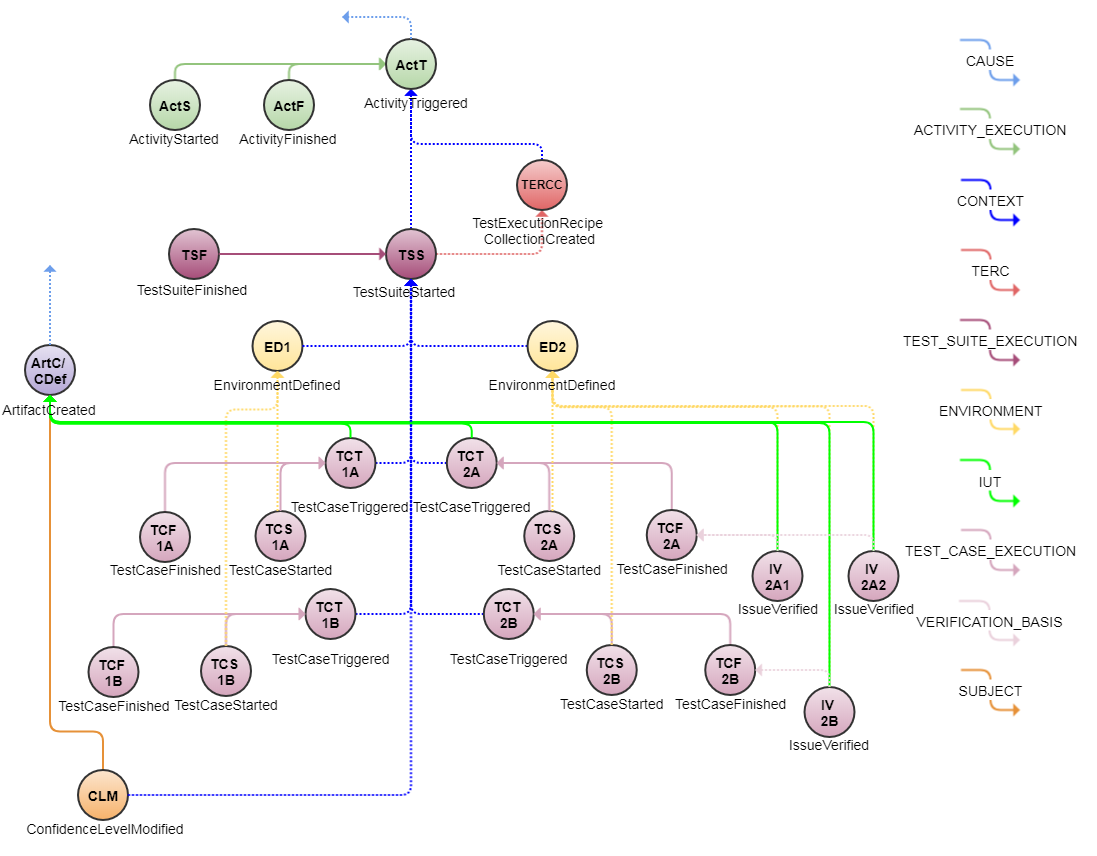 ActT
CAUSE
ActS
ActF
ActivityTriggered
ActivityStarted
ActivityFinished
ACTIVITY_EXECUTION
TERCC
CONTEXT
TestExecutionRecipe
CollectionCreated
TSF
TSS
TERC
TestSuiteFinished
TestSuiteStarted
ED1
ED2
TEST_SUITE_EXECUTION
ArtC/
CDef
EnvironmentDefined
EnvironmentDefined
ArtifactCreated
ENVIRONMENT
TCT
1A
TCT
2A
IUT
TestCaseTriggered
TestCaseTriggered
TCF
1A
TCS
1A
TCS
2A
TCF
2A
TEST_CASE_EXECUTION
TestCaseFinished
TestCaseStarted
TestCaseStarted
TestCaseFinished
IV
2A1
IV
2A2
IssueVerified
IssueVerified
TCT
1B
TCT
2B
VERIFICATION_BASIS
TestCaseTriggered
TestCaseTriggered
TCF
1B
TCS
1B
TCS
2B
TCF
2B
SUBJECT
TestCaseFinished
TestCaseStarted
TestCaseStarted
TestCaseFinished
IV
2B
IssueVerified
CLM
ConfidenceLevelModified